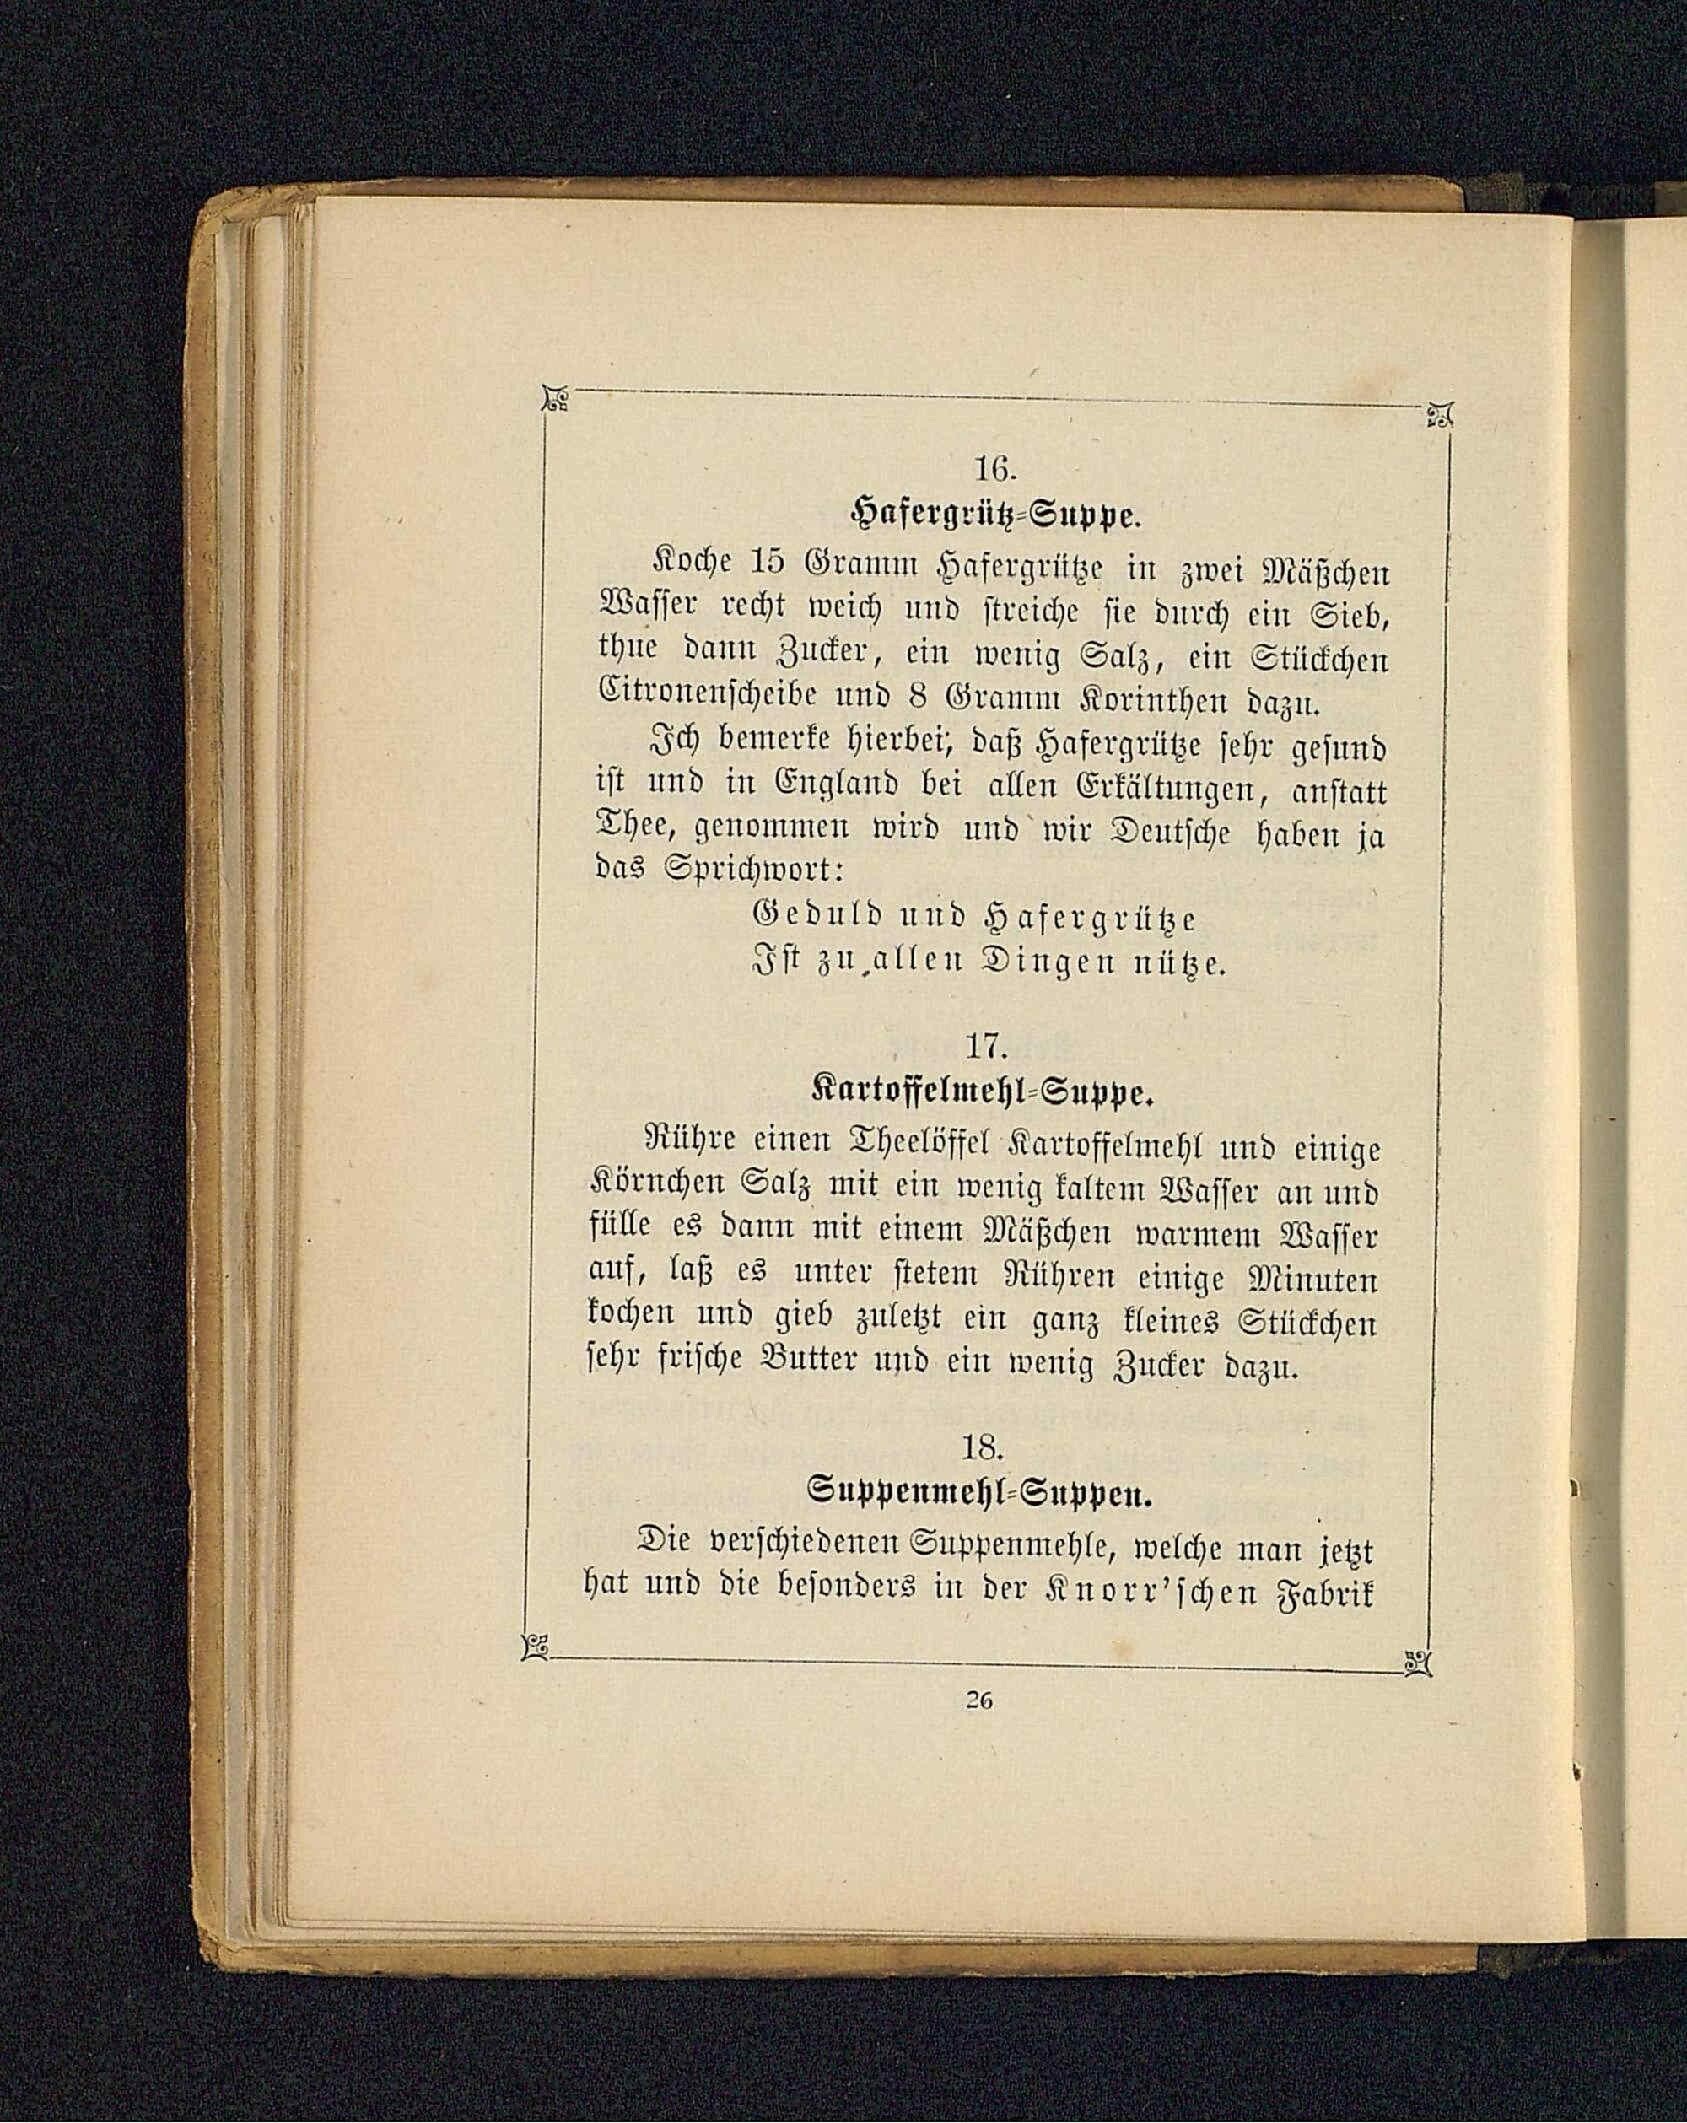 16.
Hafergrütz-Suppe.
Koche 15 Gramm Hafergrütze in zwei Mäßchen
Wasser recht weich und streiche sie durch ein Sieb,
thue dann Zucker, ein wenig Salz, ein Stückchen
Citronenscheibe und 8 Gramm Korinthen dazu.
Ich bemerke hierbei, daß Hafergrütze sehr gesund
ist und in England bei allen Erkältungen, anstatt
Thee, genommen wird und wir Deutsche haben ja
das Sprichwort:
Geduld und Hafergrütze
Ist zu allen Dingen nütze.
17.
Kartoffelmehl-Suppe.
Rühre einen Theelöffel Kartoffelmehl und einige
Körnchen Salz mit ein wenig kaltem Wasser an und
fülle es dann mit einem Mäßchen warmem Wasser
auf, laß es unter stetem Rühren einige Minuten
kochen und gieb zuletzt ein ganz kleines Stückchen
sehr frische Butter und ein wenig Zucker dazu.
18.
Suppenmehl-Suppen.
Die verschiedenen Suppenmehle, welche man jetzt
hat und die besonders in der Knorr'schen Fabrik
26